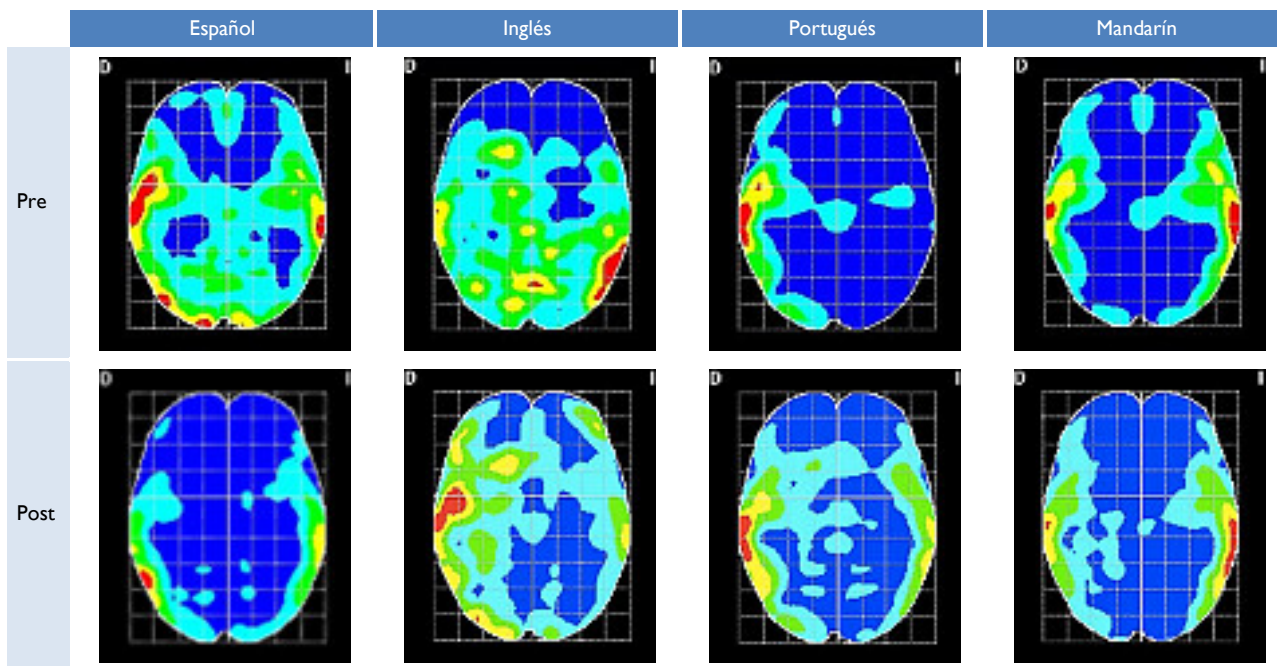 Español Inglés Portugués Mandarín
D I D I D I D I
Pre
D I D I D I D I
Post